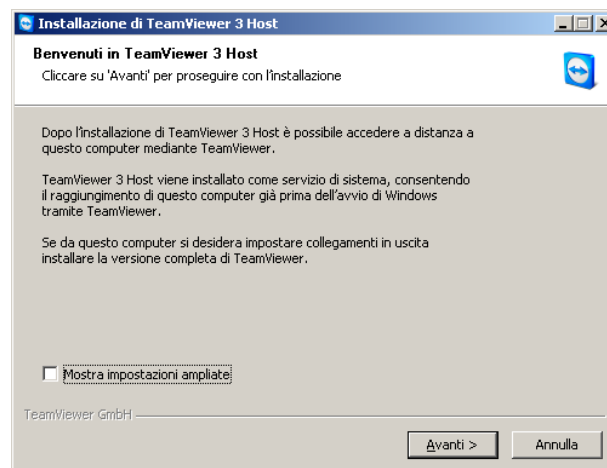 Installazione di TeamViewer 3 Host
Benvenuti in TeamViewer 3 Host
Cliccare su 'Avanti' per proseguire con l'installazione
Dopo l'installazione di TeamViewer 3 Host è possibile accedere a distanza a
questo computer mediante TeamViewer.
TeamViewer 3 Host viene installato come servizio di sistema, consentendo
il raggiungimento di questo computer già prima dell'avvio di Windows
tramite TeamViewer.
Se da questo computer si desidera impostare collegamenti in uscita
installare la versione completa di TeamViewer.
Mostra impostazioni ampliate
TeamViewer GmbH
Avanti > Annulla